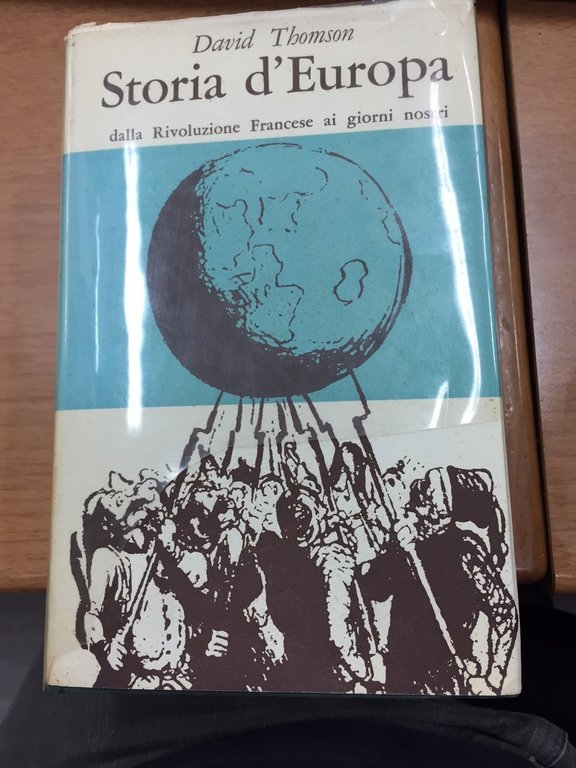 David Thomson
Storia d'Europa
dalla Rivoluzione Francese ai giorni nostri